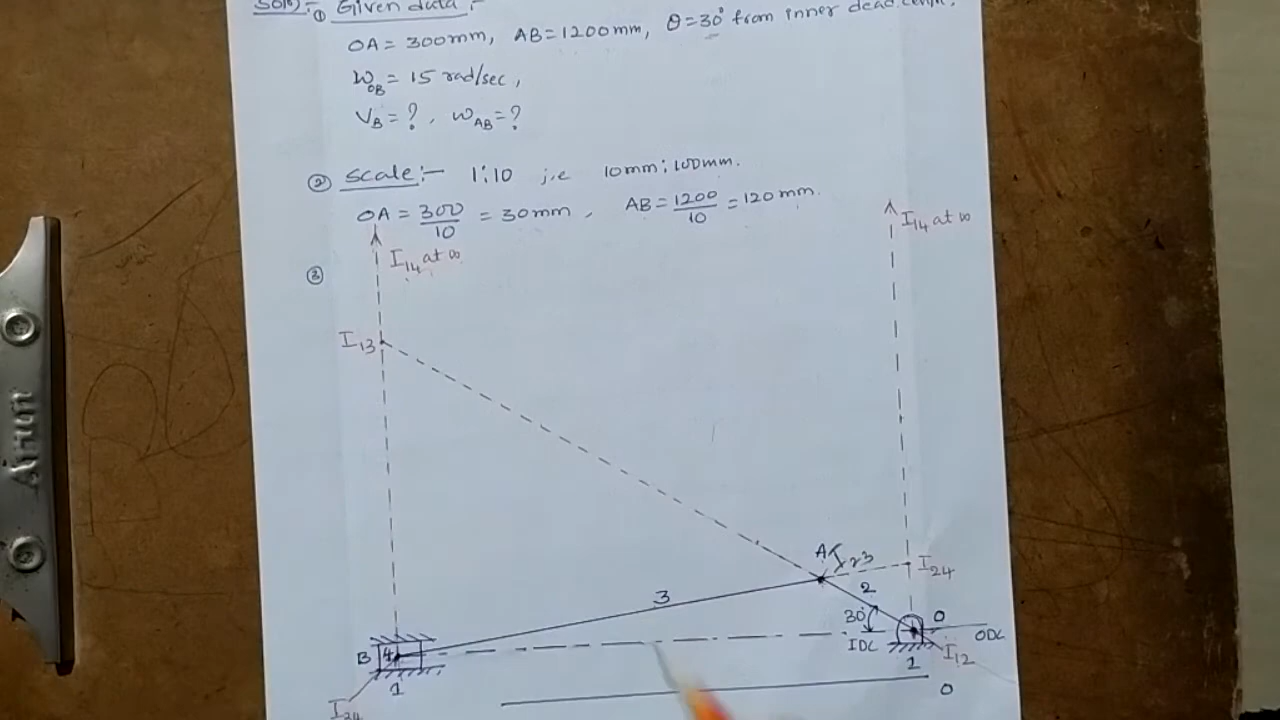 Soln:- ① Given data:-
OA = 300mm, AB = 1200mm, θ = 30° from inner dead
ω_OB = 15 rad/sec,
V_B = ?, ω_AB = ?
② Scale:- 1:10 i.e 10mm : 100mm.
OA = 300/10 = 30mm, AB = 1200/10 = 120mm.
I14 at ∞
I14 at ∞
③
I13
A I23
I24
2
3
30°
O
ODC
IDC
B 4
I12
1
1
O
I34